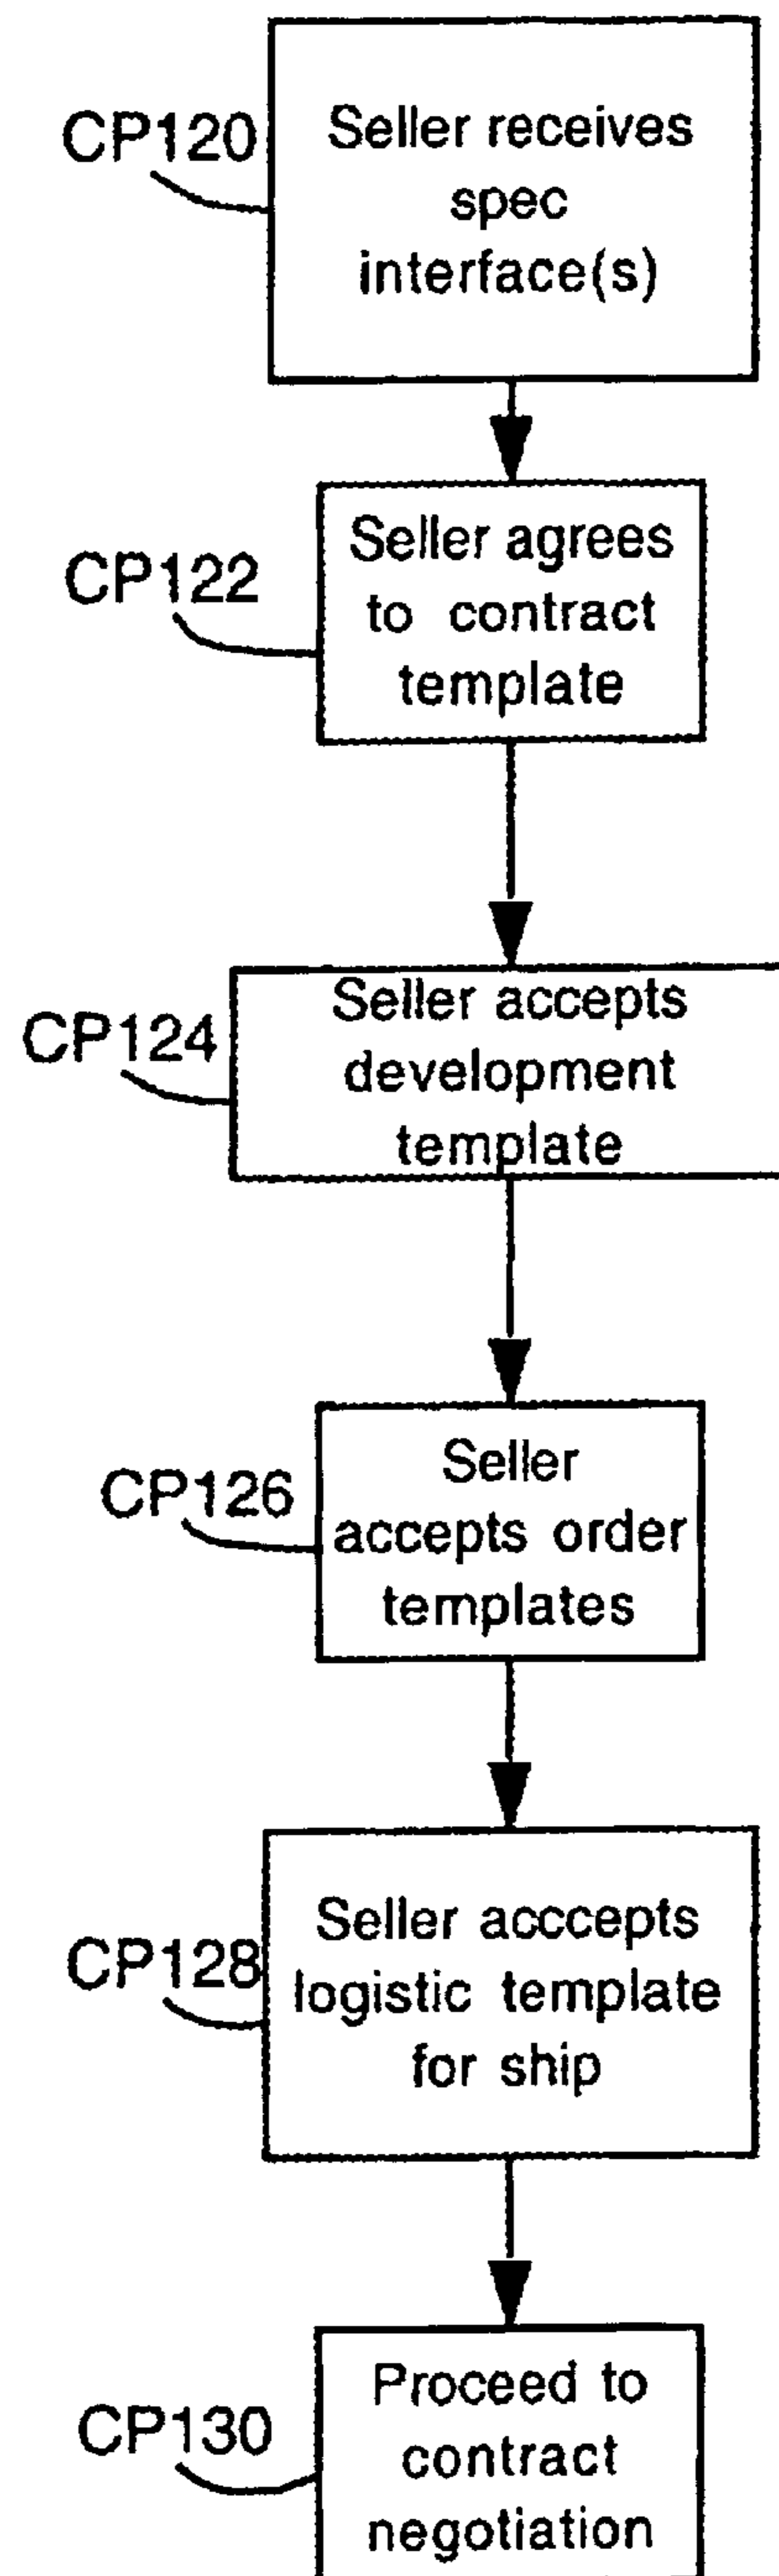 CP120
Seller receives
spec
interface(s)
CP122
Seller agrees
to contract
template
CP124
Seller accepts
development
template
CP126
Seller
accepts order
templates
CP128
Seller acccepts
logistic template
for ship
CP130
Proceed to
contract
negotiation